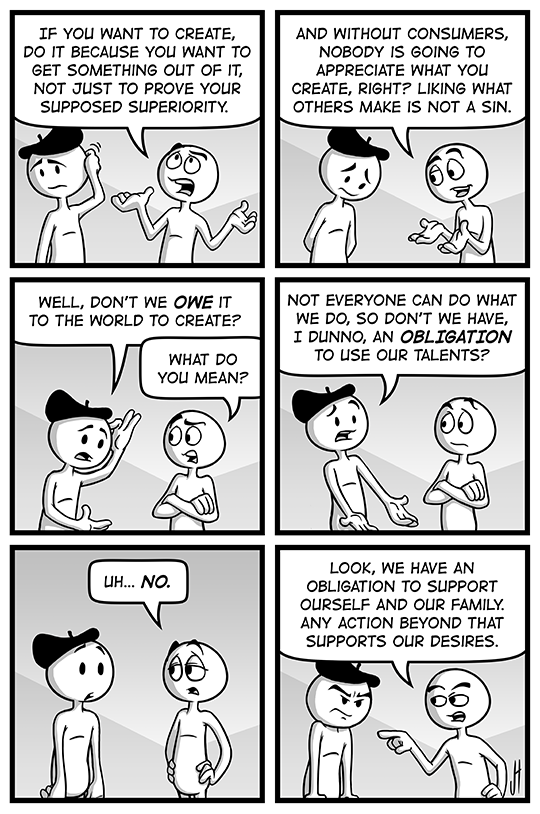 IF YOU WANT TO CREATE,
DO IT BECAUSE YOU WANT TO
GET SOMETHING OUT OF IT,
NOT JUST TO PROVE YOUR
SUPPOSED SUPERIORITY.
AND WITHOUT CONSUMERS,
NOBODY IS GOING TO
APPRECIATE WHAT YOU
CREATE, RIGHT? LIKING WHAT
OTHERS MAKE IS NOT A SIN.
WELL, DON'T WE OWE IT
TO THE WORLD TO CREATE?
WHAT DO
YOU MEAN?
NOT EVERYONE CAN DO WHAT
WE DO, SO DON'T WE HAVE,
I DUNNO, AN OBLIGATION
TO USE OUR TALENTS?
UH... NO.
LOOK, WE HAVE AN
OBLIGATION TO SUPPORT
OURSELF AND OUR FAMILY.
ANY ACTION BEYOND THAT
SUPPORTS OUR DESIRES.
JH